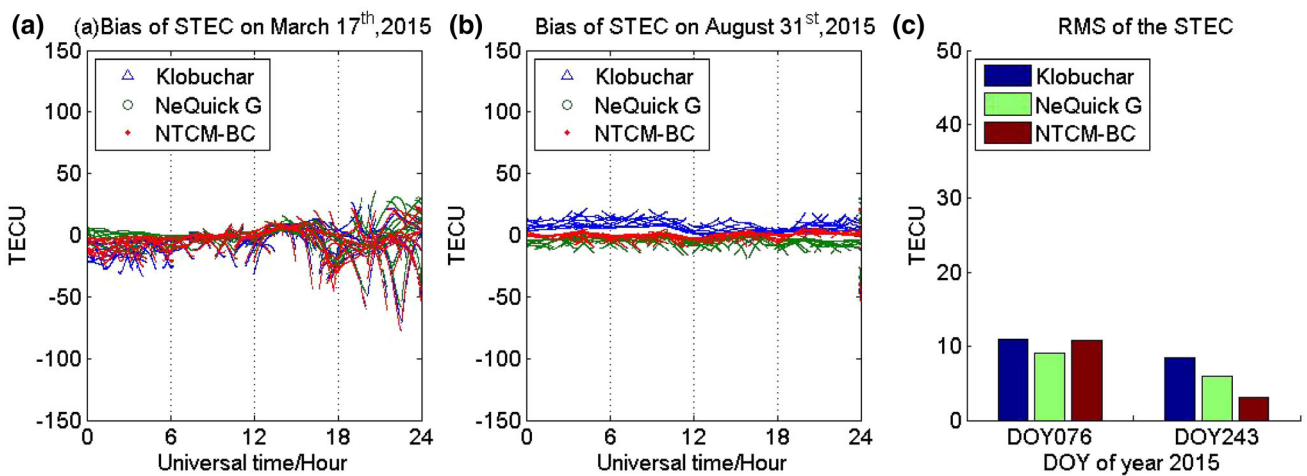 (a) (a)Bias of STEC on March 17th,2015
150
100
50
0
-50
-100
-150
TECU
Klobuchar
NeQuick G
NTCM-BC
0 6 12 18 24
Universal time/Hour
(b) Bias of STEC on August 31st,2015
150
100
50
0
-50
-100
-150
TECU
Klobuchar
NeQuick G
NTCM-BC
0 6 12 18 24
Universal time/Hour
(c) RMS of the STEC
50
40
30
20
10
0
TECU
Klobuchar
NeQuick G
NTCM-BC
DOY076 DOY243
DOY of year 2015